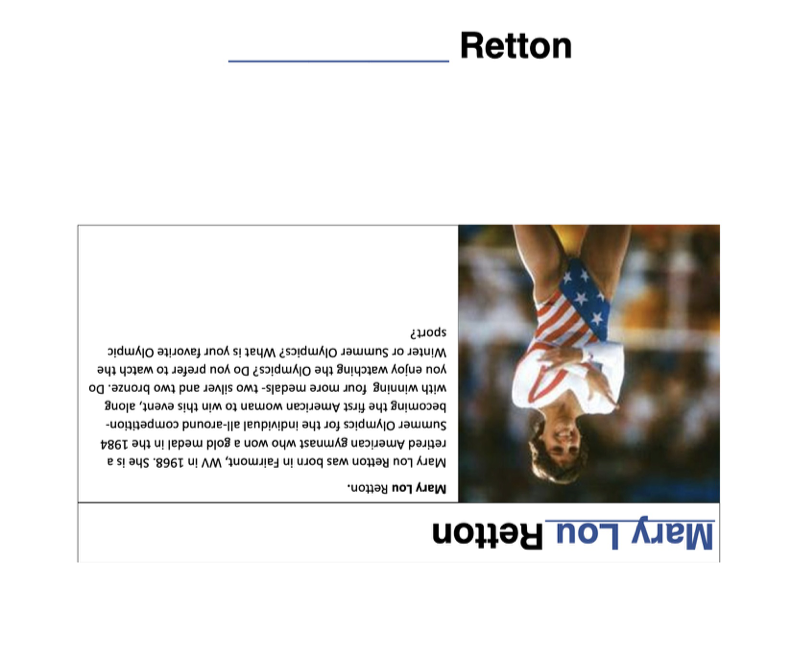 ____________ Retton
Mary Lou Retton
Mary Lou Retton.
Mary Lou Retton was born in Fairmont, WV in 1968. She is a
retired American gymnast who won a gold medal in the 1984
Summer Olympics for the individual all-around competition-
becoming the first American woman to win this event, along
with winning four more medals- two silver and two bronze. Do
you enjoy watching the Olympics? Do you prefer to watch the
Winter or Summer Olympics? What is your favorite Olympic
sport?